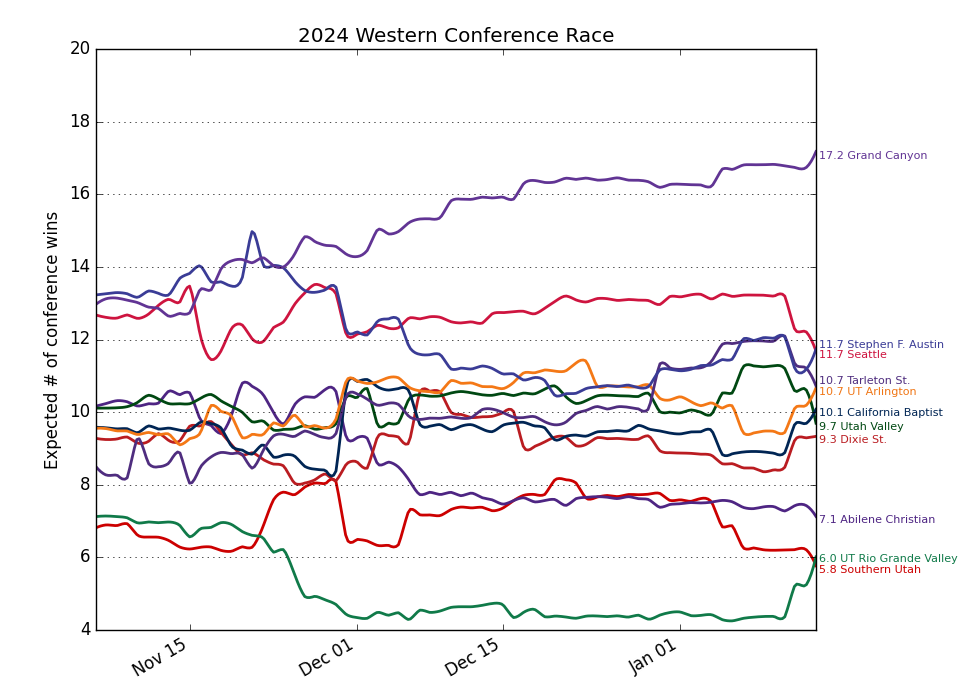 2024 Western Conference Race
Expected # of conference wins
20
18
16
14
12
10
8
6
4
Nov 15
Dec 01
Dec 15
Jan 01
17.2 Grand Canyon
11.7 Stephen F. Austin
11.7 Seattle
10.7 Tarleton St.
10.7 UT Arlington
10.1 California Baptist
9.7 Utah Valley
9.3 Dixie St.
7.1 Abilene Christian
6.0 UT Rio Grande Valley
5.8 Southern Utah